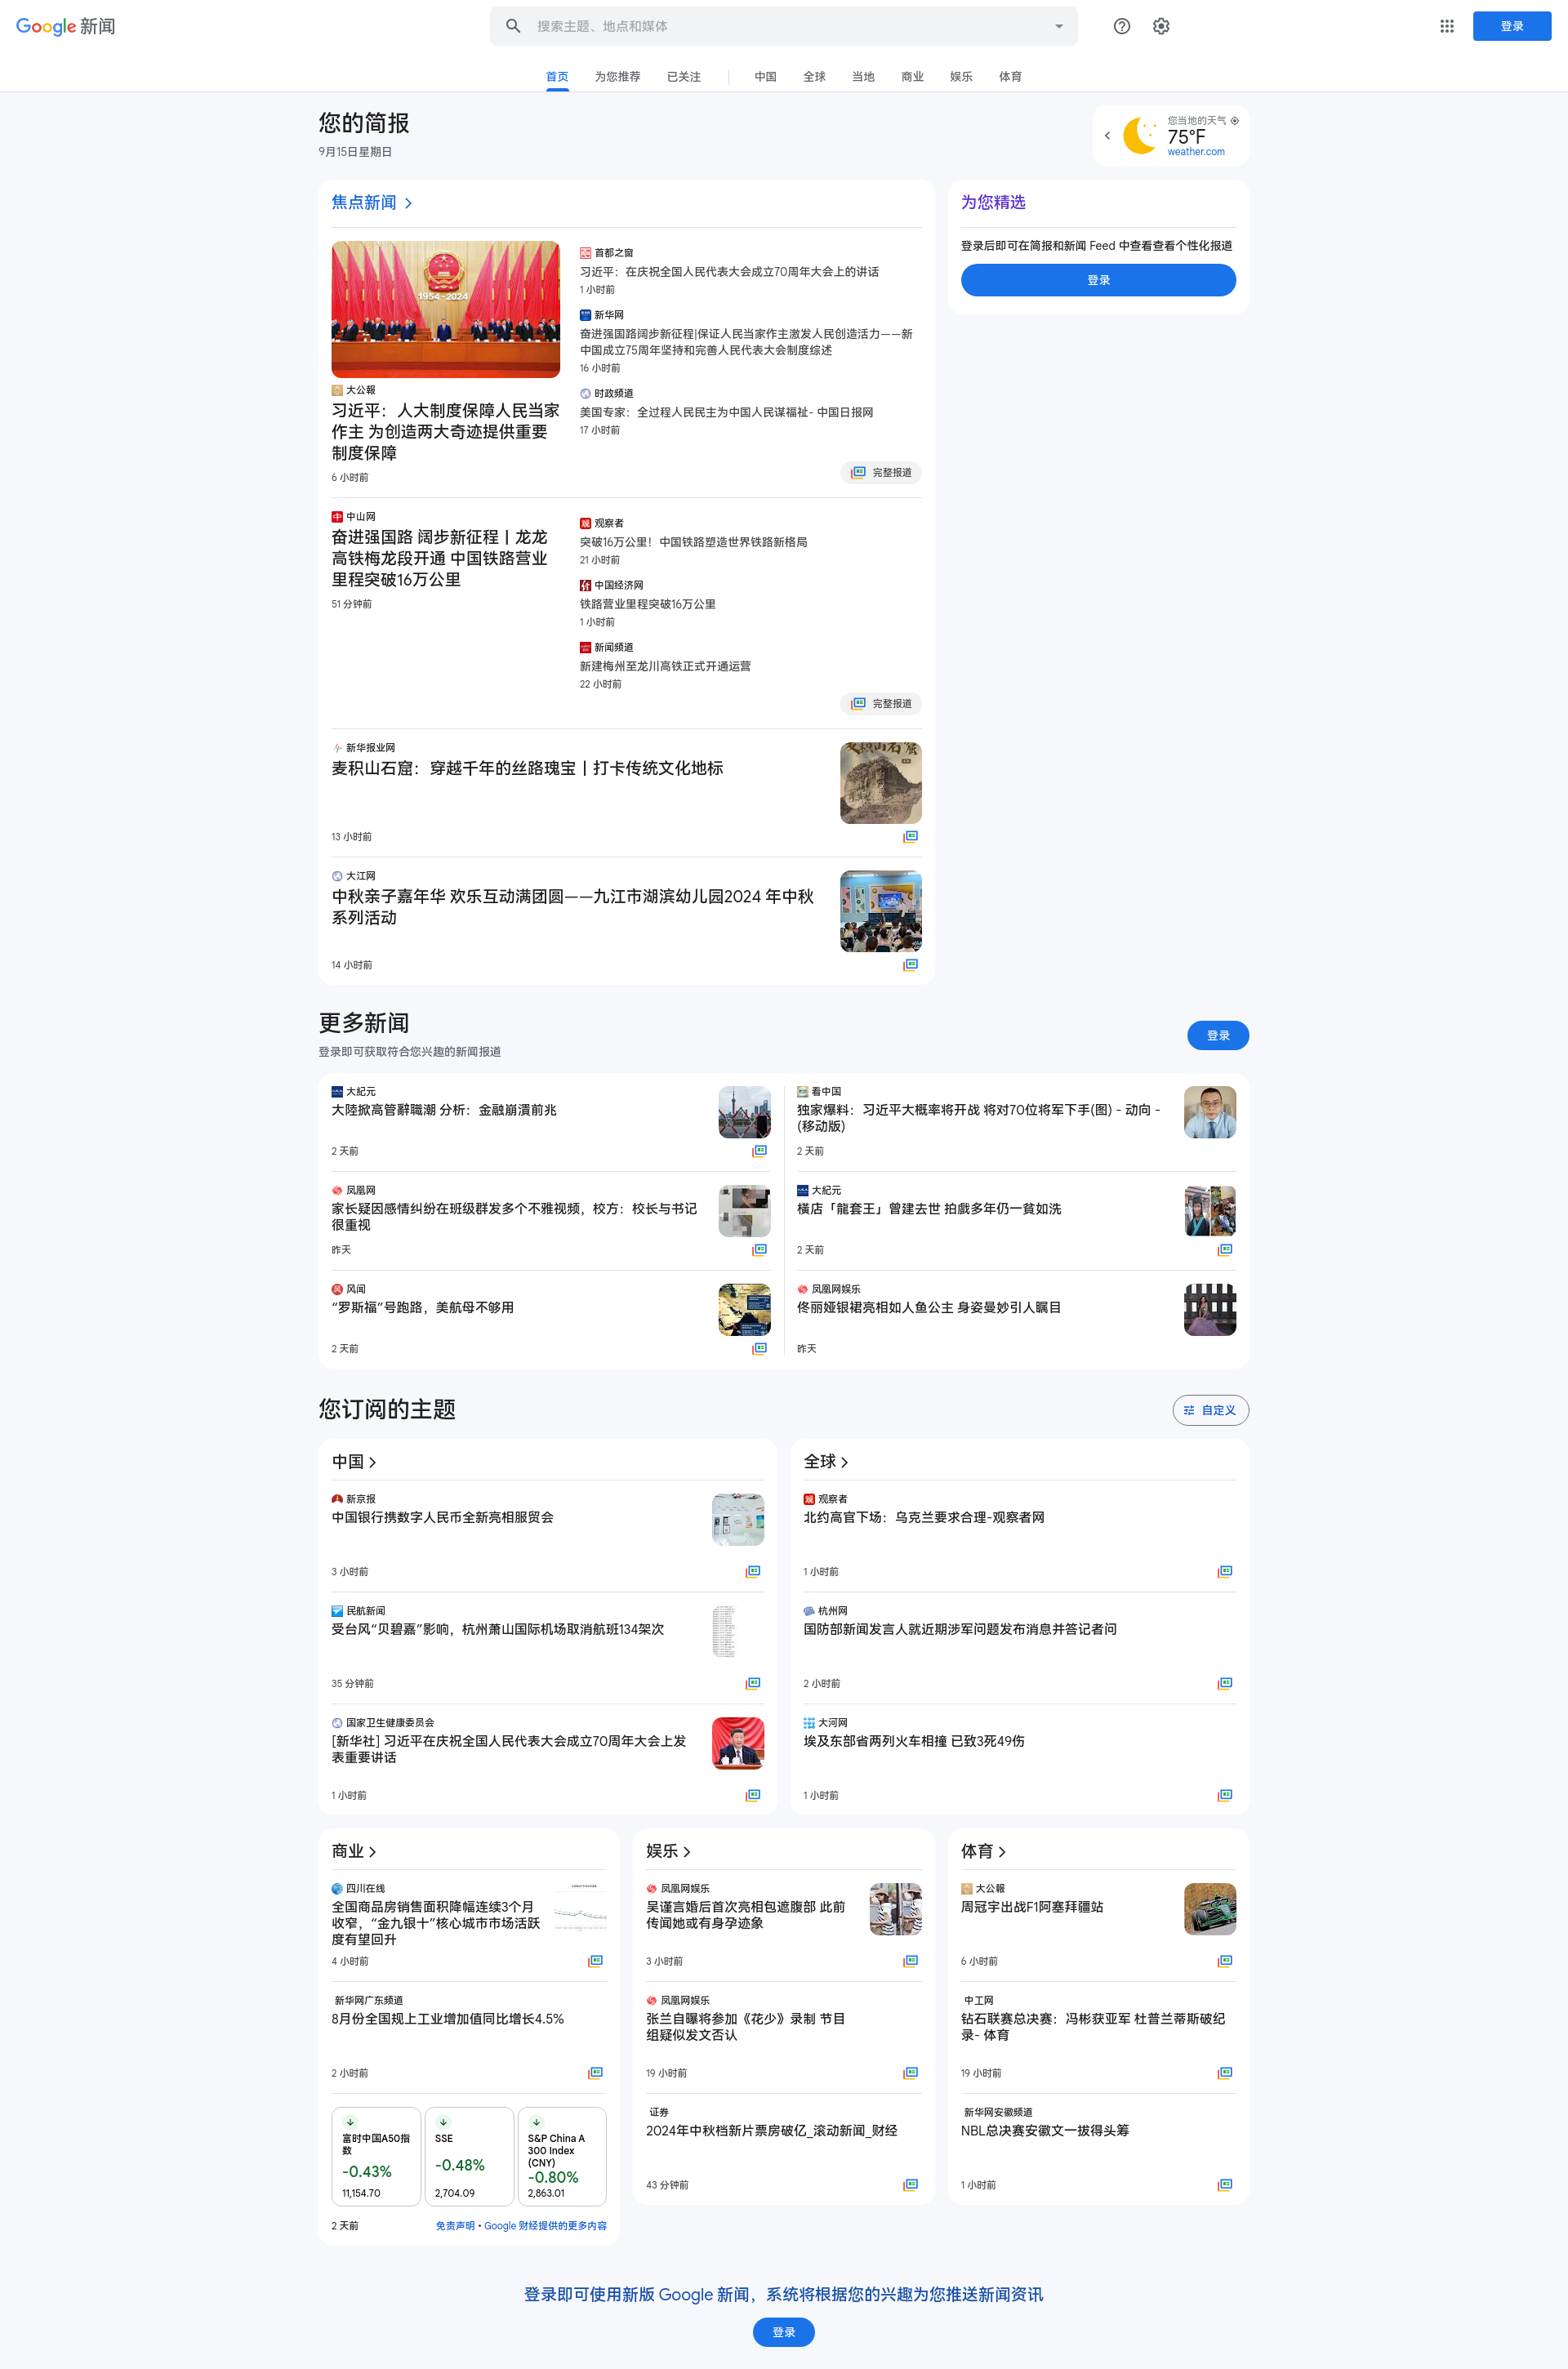 Google 新闻
搜索主题、地点和媒体
登录
首页
为您推荐
已关注
中国
全球
当地
商业
娱乐
体育
您的简报
9月15日星期日
您当地的天气
75°F
weather.com
焦点新闻
1954-2024
大公報
习近平：人大制度保障人民当家
作主 为创造两大奇迹提供重要
制度保障
6 小时前
首都之窗
习近平：在庆祝全国人民代表大会成立70周年大会上的讲话
1 小时前
新华网
奋进强国路阔步新征程|保证人民当家作主激发人民创造活力——新
中国成立75周年坚持和完善人民代表大会制度综述
16 小时前
时政频道
美国专家：全过程人民民主为中国人民谋福祉- 中国日报网
17 小时前
完整报道
中山网
奋进强国路 阔步新征程丨龙龙
高铁梅龙段开通 中国铁路营业
里程突破16万公里
51 分钟前
观察者
突破16万公里！中国铁路塑造世界铁路新格局
21 小时前
中国经济网
铁路营业里程突破16万公里
1 小时前
新闻频道
新建梅州至龙川高铁正式开通运营
22 小时前
完整报道
新华报业网
麦积山石窟：穿越千年的丝路瑰宝丨打卡传统文化地标
13 小时前
大江网
中秋亲子嘉年华 欢乐互动满团圆——九江市湖滨幼儿园2024 年中秋
系列活动
14 小时前
为您精选
登录后即可在简报和新闻 Feed 中查看查看个性化报道
登录
更多新闻
登录即可获取符合您兴趣的新闻报道
登录
大紀元
大陸掀高管辭職潮 分析：金融崩潰前兆
2 天前
看中国
独家爆料：习近平大概率将开战 将对70位将军下手(图) - 动向 -
(移动版)
2 天前
凤凰网
家长疑因感情纠纷在班级群发多个不雅视频，校方：校长与书记
很重视
昨天
大紀元
橫店「龍套王」曾建去世 拍戲多年仍一貧如洗
2 天前
风闻
“罗斯福”号跑路，美航母不够用
2 天前
凤凰网娱乐
佟丽娅银裙亮相如人鱼公主 身姿曼妙引人瞩目
昨天
您订阅的主题
自定义
中国
新京报
中国银行携数字人民币全新亮相服贸会
3 小时前
民航新闻
受台风“贝碧嘉”影响，杭州萧山国际机场取消航班134架次
35 分钟前
国家卫生健康委员会
[新华社] 习近平在庆祝全国人民代表大会成立70周年大会上发
表重要讲话
1 小时前
全球
观察者
北约高官下场：乌克兰要求合理-观察者网
1 小时前
杭州网
国防部新闻发言人就近期涉军问题发布消息并答记者问
2 小时前
大河网
埃及东部省两列火车相撞 已致3死49伤
1 小时前
商业
四川在线
全国商品房销售面积降幅连续3个月
收窄，“金九银十”核心城市市场活跃
度有望回升
4 小时前
新华网广东频道
8月份全国规上工业增加值同比增长4.5%
2 小时前
富时中国A50指
数
-0.43%
11,154.70
SSE
-0.48%
2,704.09
S&P China A
300 Index
(CNY)
-0.80%
2,863.01
2 天前
免责声明 • Google 财经提供的更多内容
娱乐
凤凰网娱乐
吴谨言婚后首次亮相包遮腹部 此前
传闻她或有身孕迹象
3 小时前
凤凰网娱乐
张兰自曝将参加《花少》录制 节目
组疑似发文否认
19 小时前
证券
2024年中秋档新片票房破亿_滚动新闻_财经
43 分钟前
体育
大公報
周冠宇出战F1阿塞拜疆站
6 小时前
中工网
钻石联赛总决赛：冯彬获亚军 杜普兰蒂斯破纪
录- 体育
19 小时前
新华网安徽频道
NBL总决赛安徽文一拔得头筹
1 小时前
登录即可使用新版 Google 新闻，系统将根据您的兴趣为您推送新闻资讯
登录